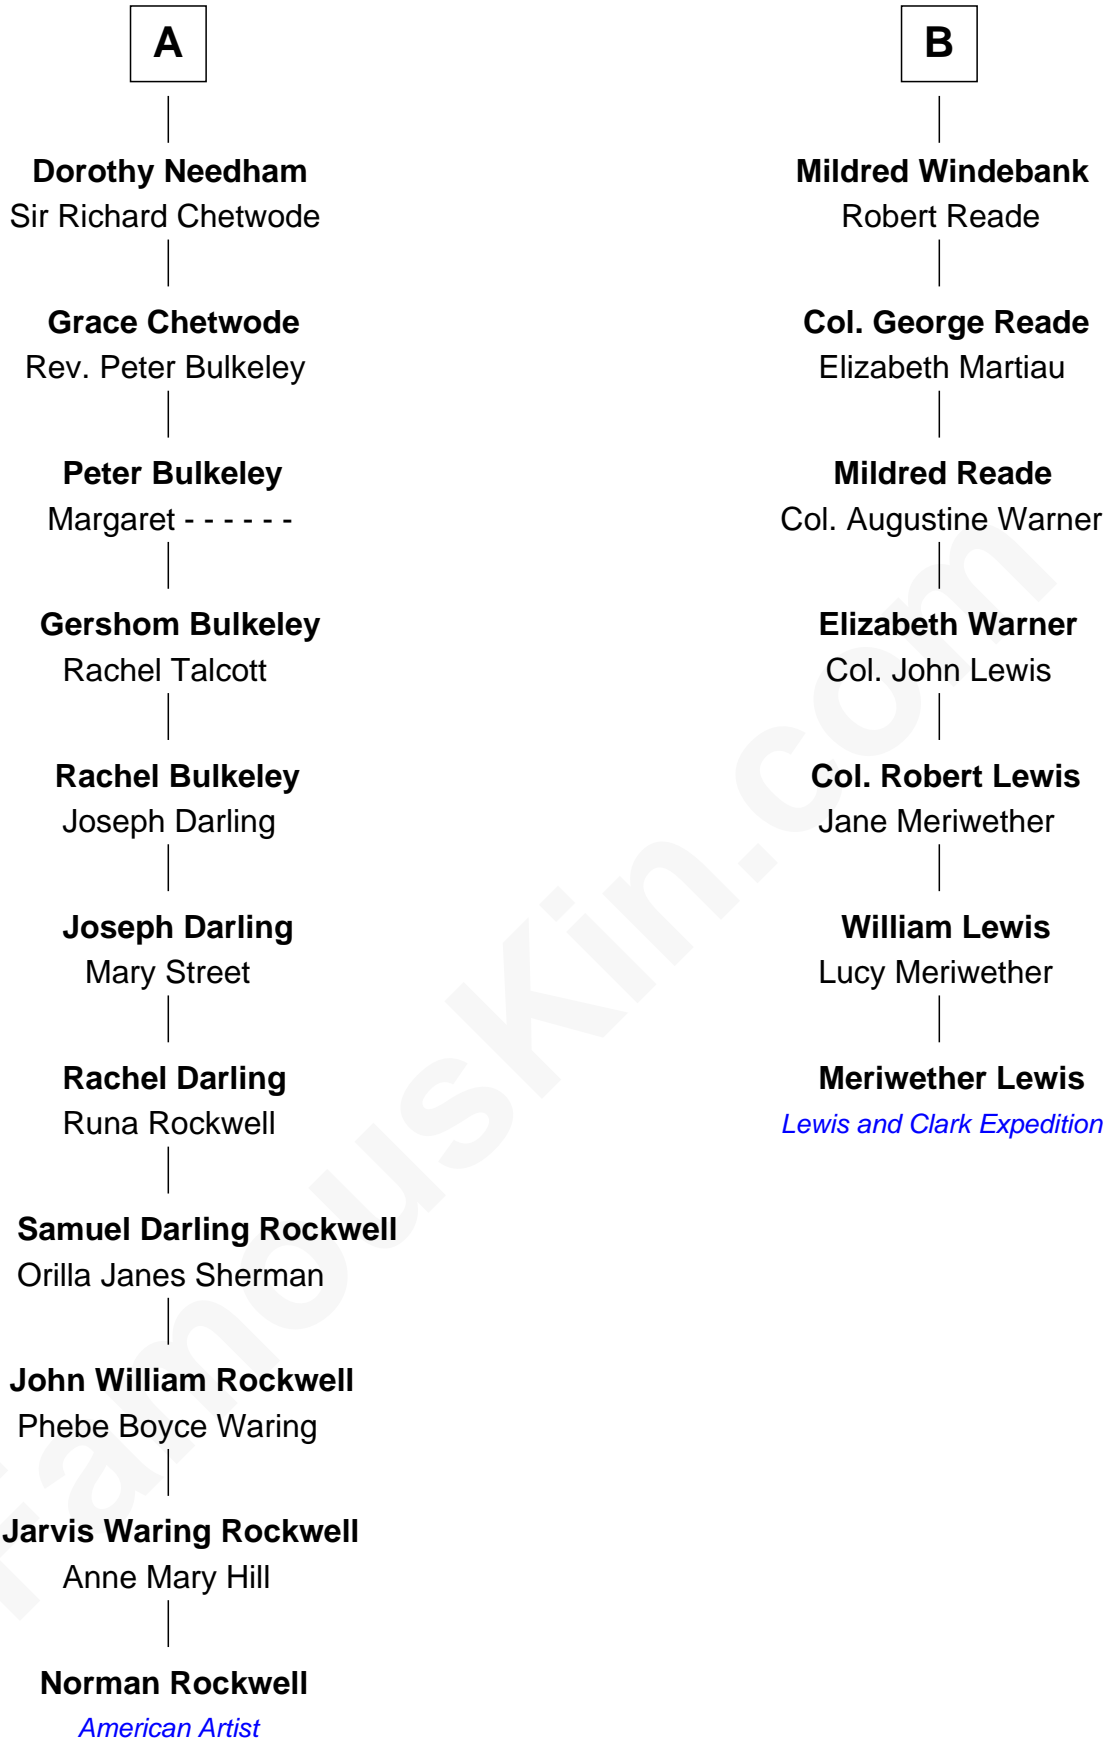 A
Dorothy Needham
Sir Richard Chetwode
Grace Chetwode
Rev. Peter Bulkeley
Peter Bulkeley
Margaret - - - - - -
Gershom Bulkeley
Rachel Talcott
Rachel Bulkeley
Joseph Darling
Joseph Darling
Mary Street
Rachel Darling
Runa Rockwell
Samuel Darling Rockwell
Orilla Janes Sherman
John William Rockwell
Phebe Boyce Waring
Jarvis Waring Rockwell
Anne Mary Hill
Norman Rockwell
American Artist
B
Mildred Windebank
Robert Reade
Col. George Reade
Elizabeth Martiau
Mildred Reade
Col. Augustine Warner
Elizabeth Warner
Col. John Lewis
Col. Robert Lewis
Jane Meriwether
William Lewis
Lucy Meriwether
Meriwether Lewis
Lewis and Clark Expedition
FamousKin.com